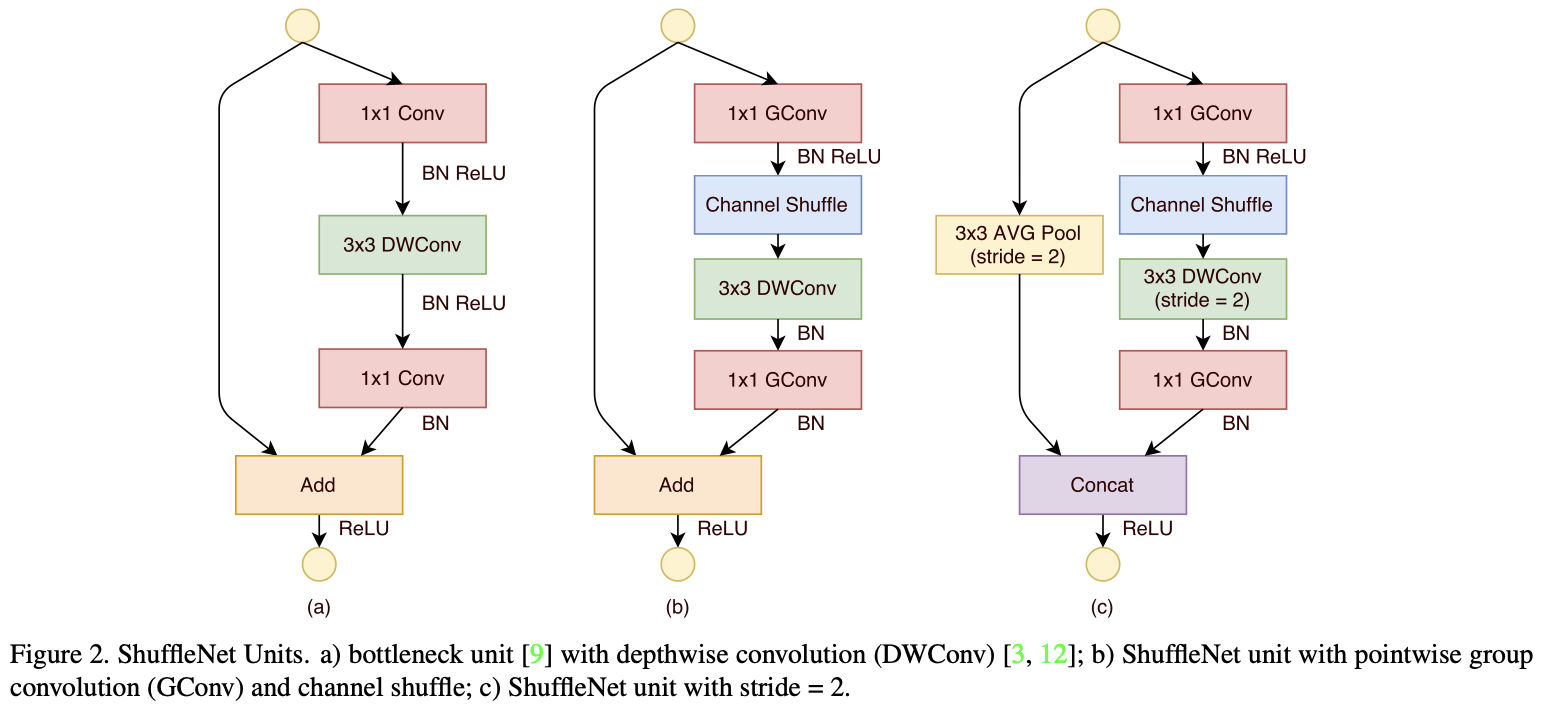 1x1 Conv
BN ReLU
3x3 DWConv
BN ReLU
1x1 Conv
BN
Add
ReLU
(a)
1x1 GConv
BN ReLU
Channel Shuffle
3x3 DWConv
BN
1x1 GConv
BN
Add
ReLU
(b)
1x1 GConv
BN ReLU
Channel Shuffle
3x3 AVG Pool
(stride = 2)
3x3 DWConv
(stride = 2)
BN
1x1 GConv
BN
Concat
ReLU
(c)
Figure 2. ShuffleNet Units. a) bottleneck unit [9] with depthwise convolution (DWConv) [3, 12]; b) ShuffleNet unit with pointwise group
convolution (GConv) and channel shuffle; c) ShuffleNet unit with stride = 2.